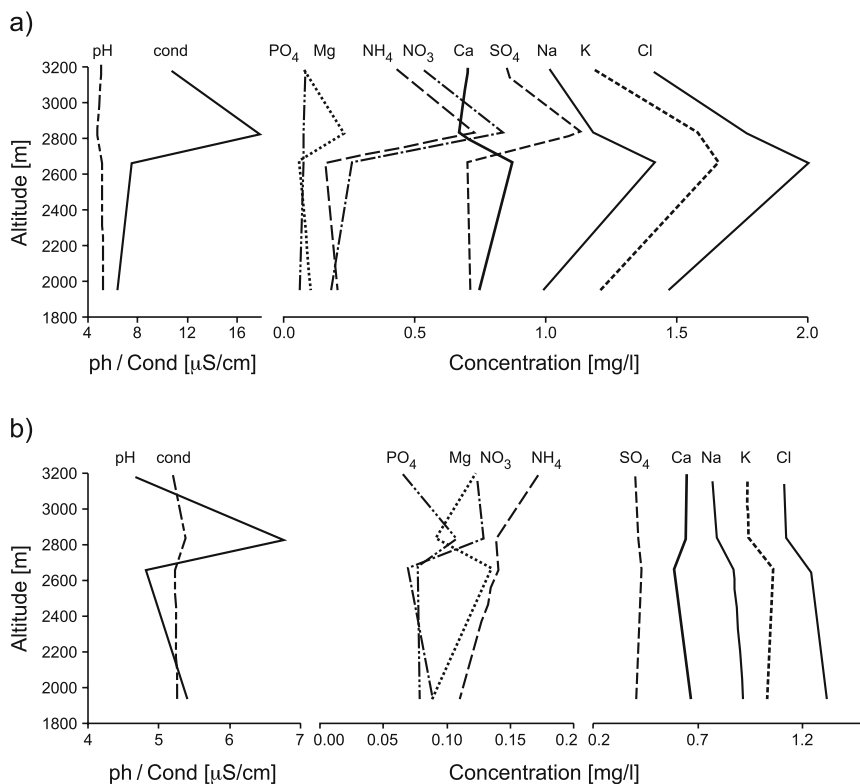 a)
pH cond PO4 Mg NH4 NO3 Ca SO4 Na K Cl
3200
3000
2800
2600
2400
2200
2000
1800
Altitude [m]
4 8 12 16 0.0 0.5 1.0 1.5 2.0
ph / Cond [μS/cm] Concentration [mg/l]
b)
pH cond PO4 Mg NO3 NH4 SO4 Ca Na K Cl
3200
3000
2800
2600
2400
2200
2000
1800
Altitude [m]
4 5 6 7 0.00 0.05 0.10 0.15 0.2 0.2 0.7 1.2
ph / Cond [μS/cm] Concentration [mg/l]